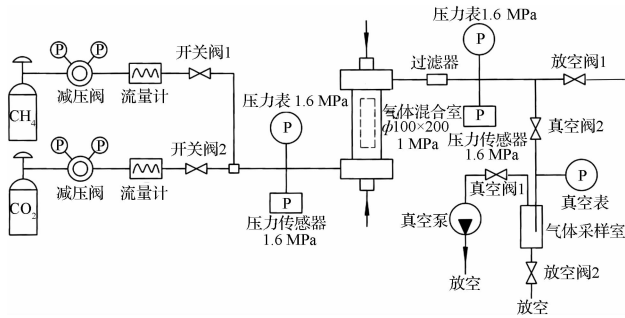 压力表1.6 MPa
P
P P
开关阀1
过滤器
放空阀1
减压阀
流量计
CH₄
压力表 1.6 MPa
气体混合室
ϕ100×200
1 MPa
P
P
压力传感器
1.6 MPa
真空阀2
P P
开关阀2
减压阀
流量计
CO₂
P
压力传感器
1.6 MPa
真空阀1
P
真空表
真空泵
气体采样室
放空
放空阀2
放空